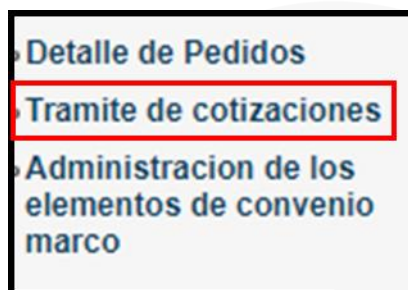 Detalle de Pedidos
Tramite de cotizaciones
Administracion de los
elementos de convenio
marco